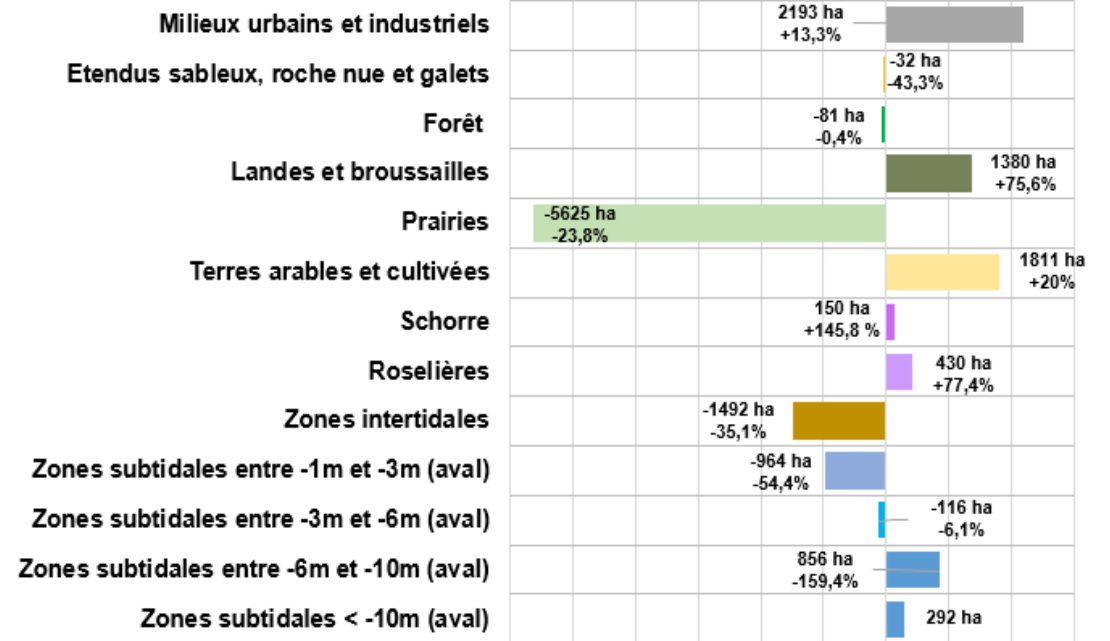 Milieux urbains et industriels
2193 ha
+13,3%
Etendus sableux, roche nue et galets
-32 ha
-43,3%
Forêt
-81 ha
-0,4%
Landes et broussailles
1380 ha
+75,6%
Prairies
-5625 ha
-23,8%
Terres arables et cultivées
1811 ha
+20%
Schorre
150 ha
+145,8 %
Roselières
430 ha
+77,4%
Zones intertidales
-1492 ha
-35,1%
Zones subtidales entre -1m et -3m (aval)
-964 ha
-54,4%
Zones subtidales entre -3m et -6m (aval)
-116 ha
-6,1%
Zones subtidales entre -6m et -10m (aval)
856 ha
-159,4%
Zones subtidales < -10m (aval)
292 ha